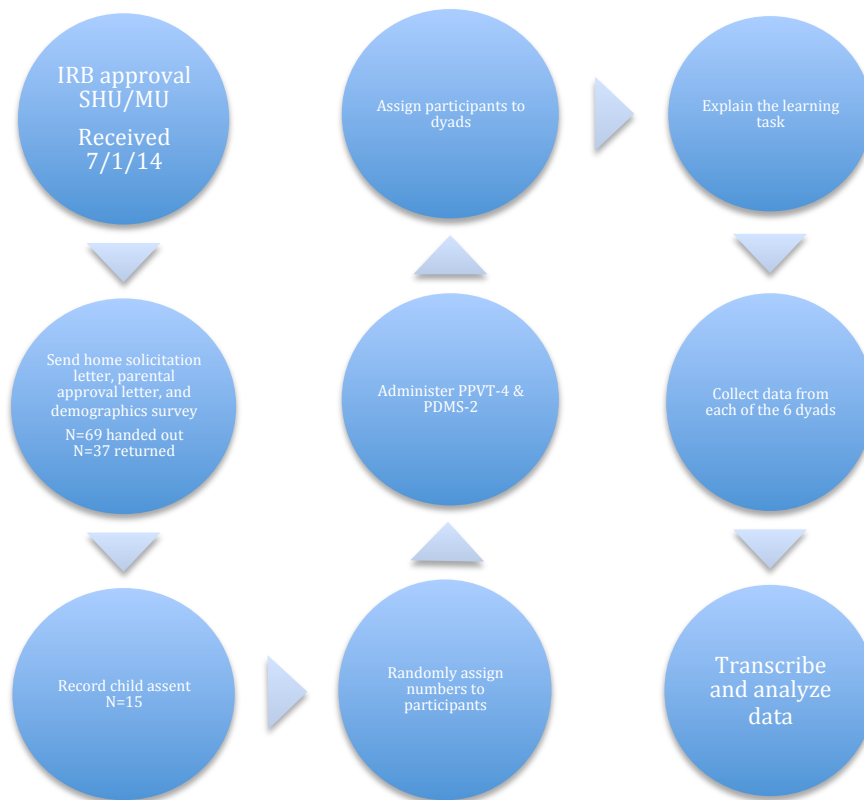 IRB approval
SHU/MU
Received
7/1/14
Send home solicitation
letter, parental
approval letter, and
demographics survey
N=69 handed out
N=37 returned
Record child assent
N=15
Randomly assign
numbers to
participants
Administer PPVT-4 &
PDMS-2
Assign participants to
dyads
Explain the learning
task
Collect data from
each of the 6 dyads
Transcribe
and analyze
data